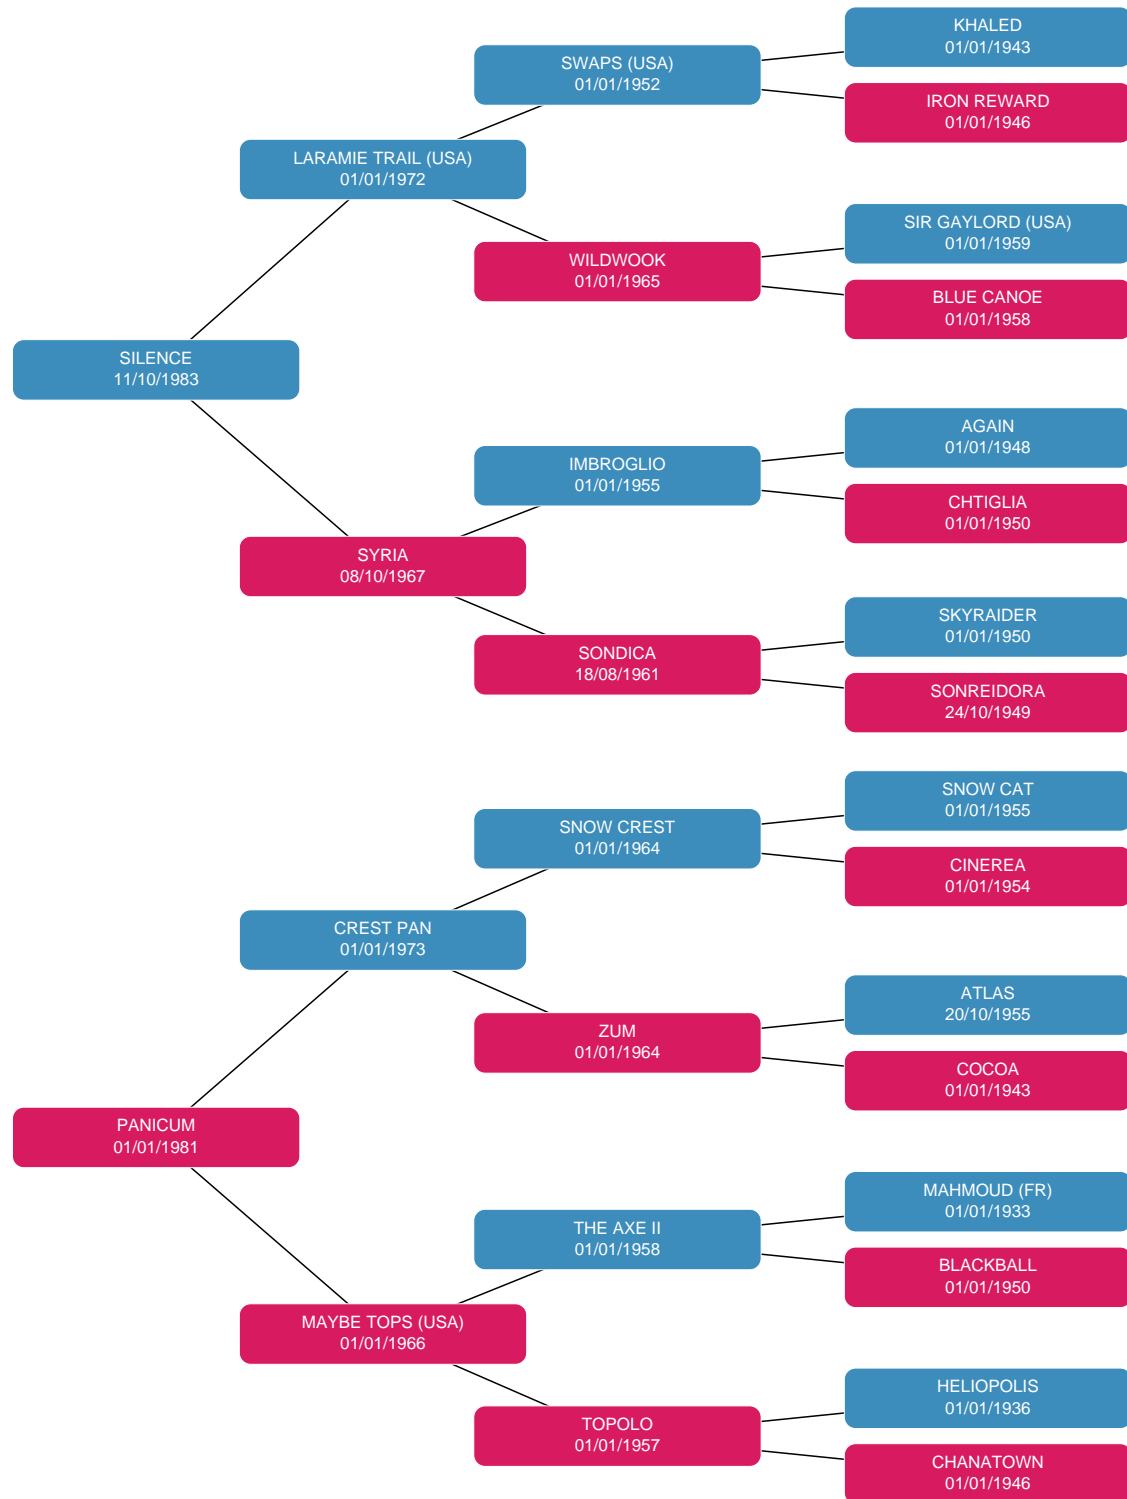 KHALED
01/01/1943
SWAPS (USA)
01/01/1952
IRON REWARD
01/01/1946
LARAMIE TRAIL (USA)
01/01/1972
SIR GAYLORD (USA)
01/01/1959
WILDWOOK
01/01/1965
BLUE CANOE
01/01/1958
SILENCE
11/10/1983
AGAIN
01/01/1948
IMBROGLIO
01/01/1955
CHTIGLIA
01/01/1950
SYRIA
08/10/1967
SKYRAIDER
01/01/1950
SONDICA
18/08/1961
SONREIDORA
24/10/1949
SNOW CAT
01/01/1955
SNOW CREST
01/01/1964
CINEREA
01/01/1954
CREST PAN
01/01/1973
ATLAS
20/10/1955
ZUM
01/01/1964
COCOA
01/01/1943
PANICUM
01/01/1981
MAHMOUD (FR)
01/01/1933
THE AXE II
01/01/1958
BLACKBALL
01/01/1950
MAYBE TOPS (USA)
01/01/1966
HELIOPOLIS
01/01/1936
TOPOLO
01/01/1957
CHANATOWN
01/01/1946